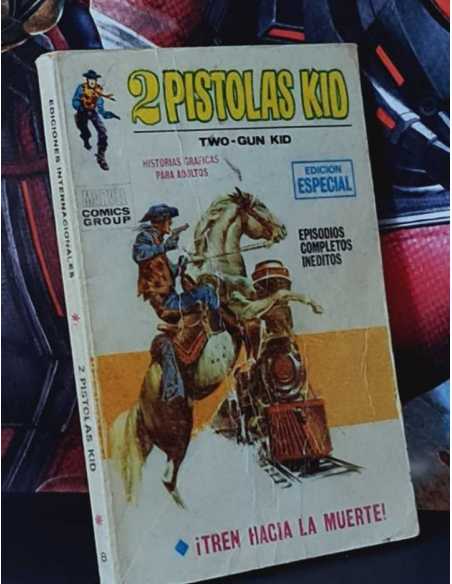 2 PISTOLAS KID
TWO-GUN KID
HISTORIAS GRAFICAS
PARA ADULTOS
EDICIÓN
ESPECIAL
MARVEL
COMICS
GROUP
EPISODIOS
COMPLETOS
INEDITOS
¡TREN HACIA LA MUERTE!
EDICIONES INTERNACIONALES
2 PISTOLAS KID
8